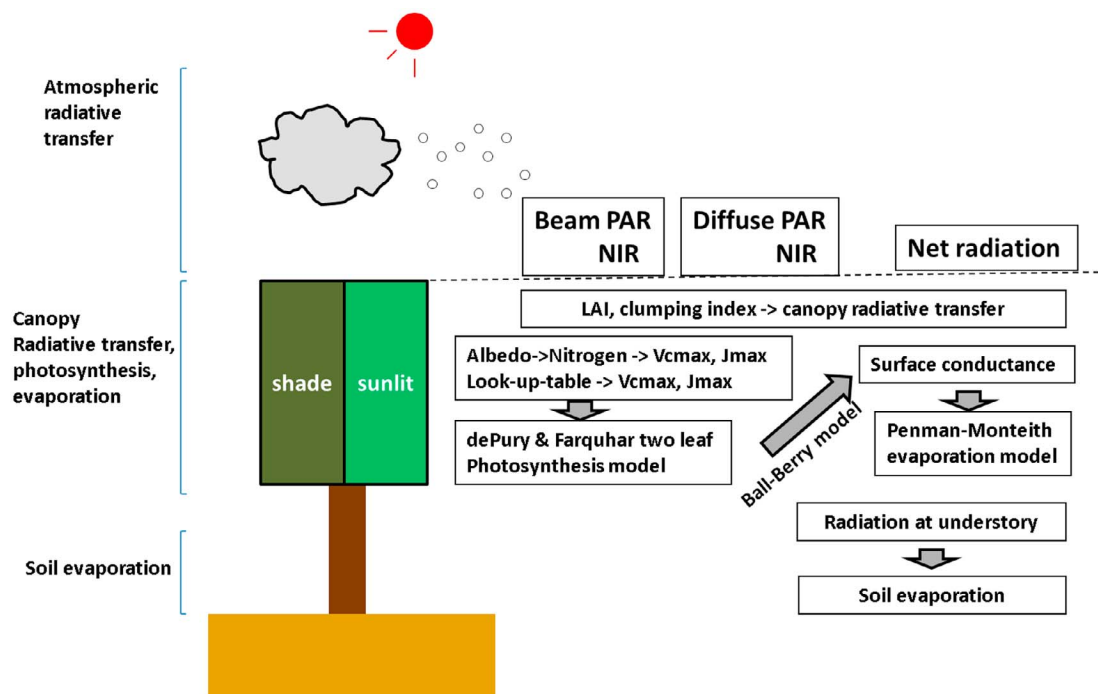 Atmospheric
radiative
transfer
Beam PAR
NIR
Diffuse PAR
NIR
Net radiation
Canopy
Radiative transfer,
photosynthesis,
evaporation
shade
sunlit
LAI, clumping index -> canopy radiative transfer
Albedo->Nitrogen -> Vcmax, Jmax
Look-up-table -> Vcmax, Jmax
dePury & Farquhar two leaf
Photosynthesis model
Ball-Berry model
Surface conductance
Penman-Monteith
evaporation model
Radiation at understory
Soil evaporation
Soil evaporation